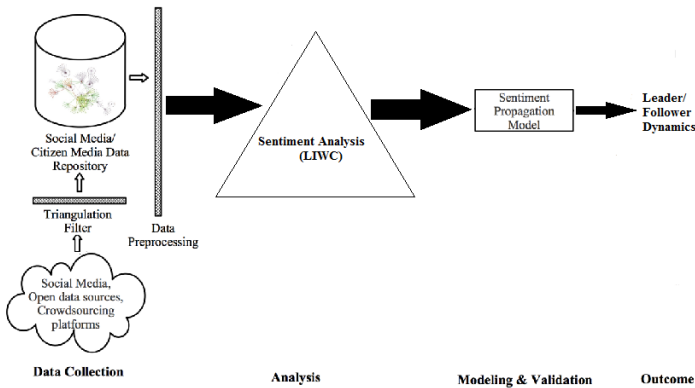 Social Media/
Citizen Media Data
Repository
Triangulation
Filter
Social Media,
Open data sources,
Crowdsourcing
platforms
Data
Preprocessing
Sentiment Analysis
(LIWC)
Sentiment
Propagation
Model
Leader/
Follower
Dynamics
Data Collection
Analysis
Modeling & Validation
Outcome